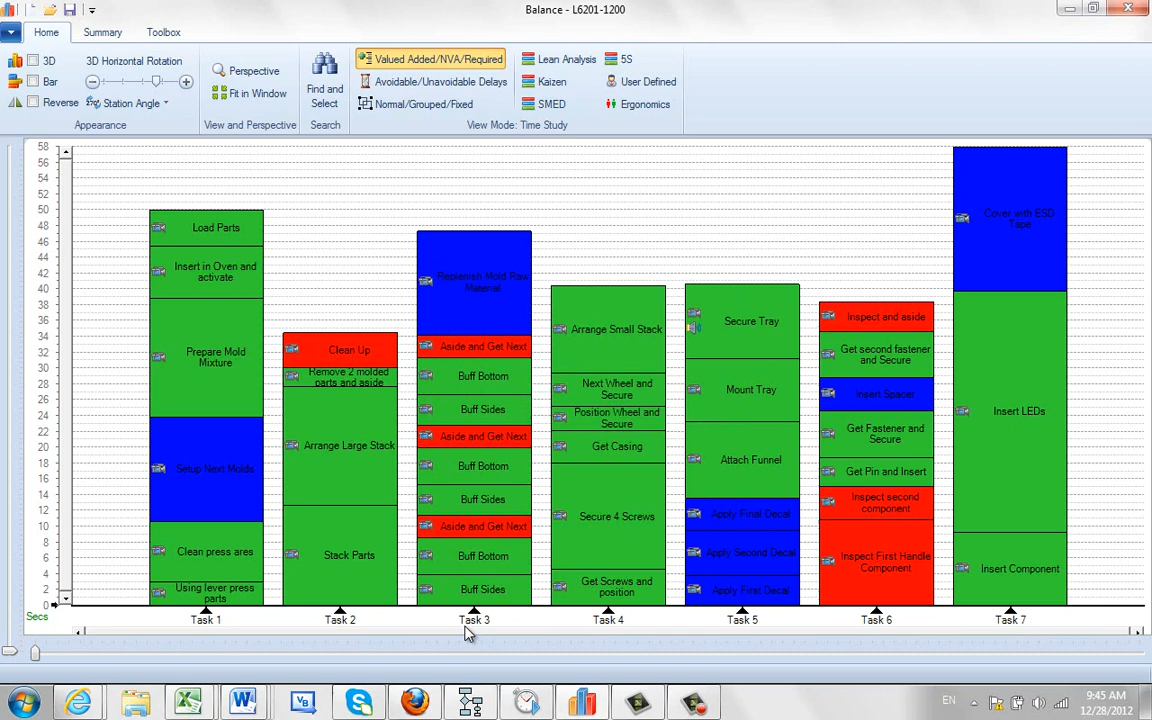 Balance - L6201-1200
Home
Summary
Toolbox
3D
3D Horizontal Rotation
Bar
Reverse
Station Angle
Appearance
Perspective
Fit in Window
View and Perspective
Find and
Select
Search
Valued Added/NVA/Required
Avoidable/Unavoidable Delays
Normal/Grouped/Fixed
Lean Analysis
Kaizen
SMED
5S
User Defined
Ergonomics
View Mode: Time Study
58
56
54
52
50
48
46
44
42
40
38
36
34
32
30
28
26
24
22
20
18
16
14
12
10
8
6
4
2
0
Secs
Load Parts
Insert in Oven and
activate
Prepare Mold
Mixture
Setup Next Molds
Clean press ares
Using lever press
parts
Task 1
Clean Up
Remove 2 molded
parts and aside
Arrange Large Stack
Stack Parts
Task 2
Replenish Mold Raw
Material
Aside and Get Next
Buff Bottom
Buff Sides
Aside and Get Next
Buff Bottom
Buff Sides
Aside and Get Next
Buff Bottom
Buff Sides
Task 3
Arrange Small Stack
Next Wheel and
Secure
Position Wheel and
Secure
Get Casing
Secure 4 Screws
Get Screws and
position
Task 4
Secure Tray
Mount Tray
Attach Funnel
Apply Final Decal
Apply Second Decal
Apply First Decal
Task 5
Inspect and aside
Get second fastener
and Secure
Insert Spacer
Get Fastener and
Secure
Get Pin and Insert
Inspect second
component
Inspect First Handle
Component
Task 6
Cover with ESD
Tape
Insert LEDs
Insert Component
Task 7
EN
9:45 AM
12/28/2012